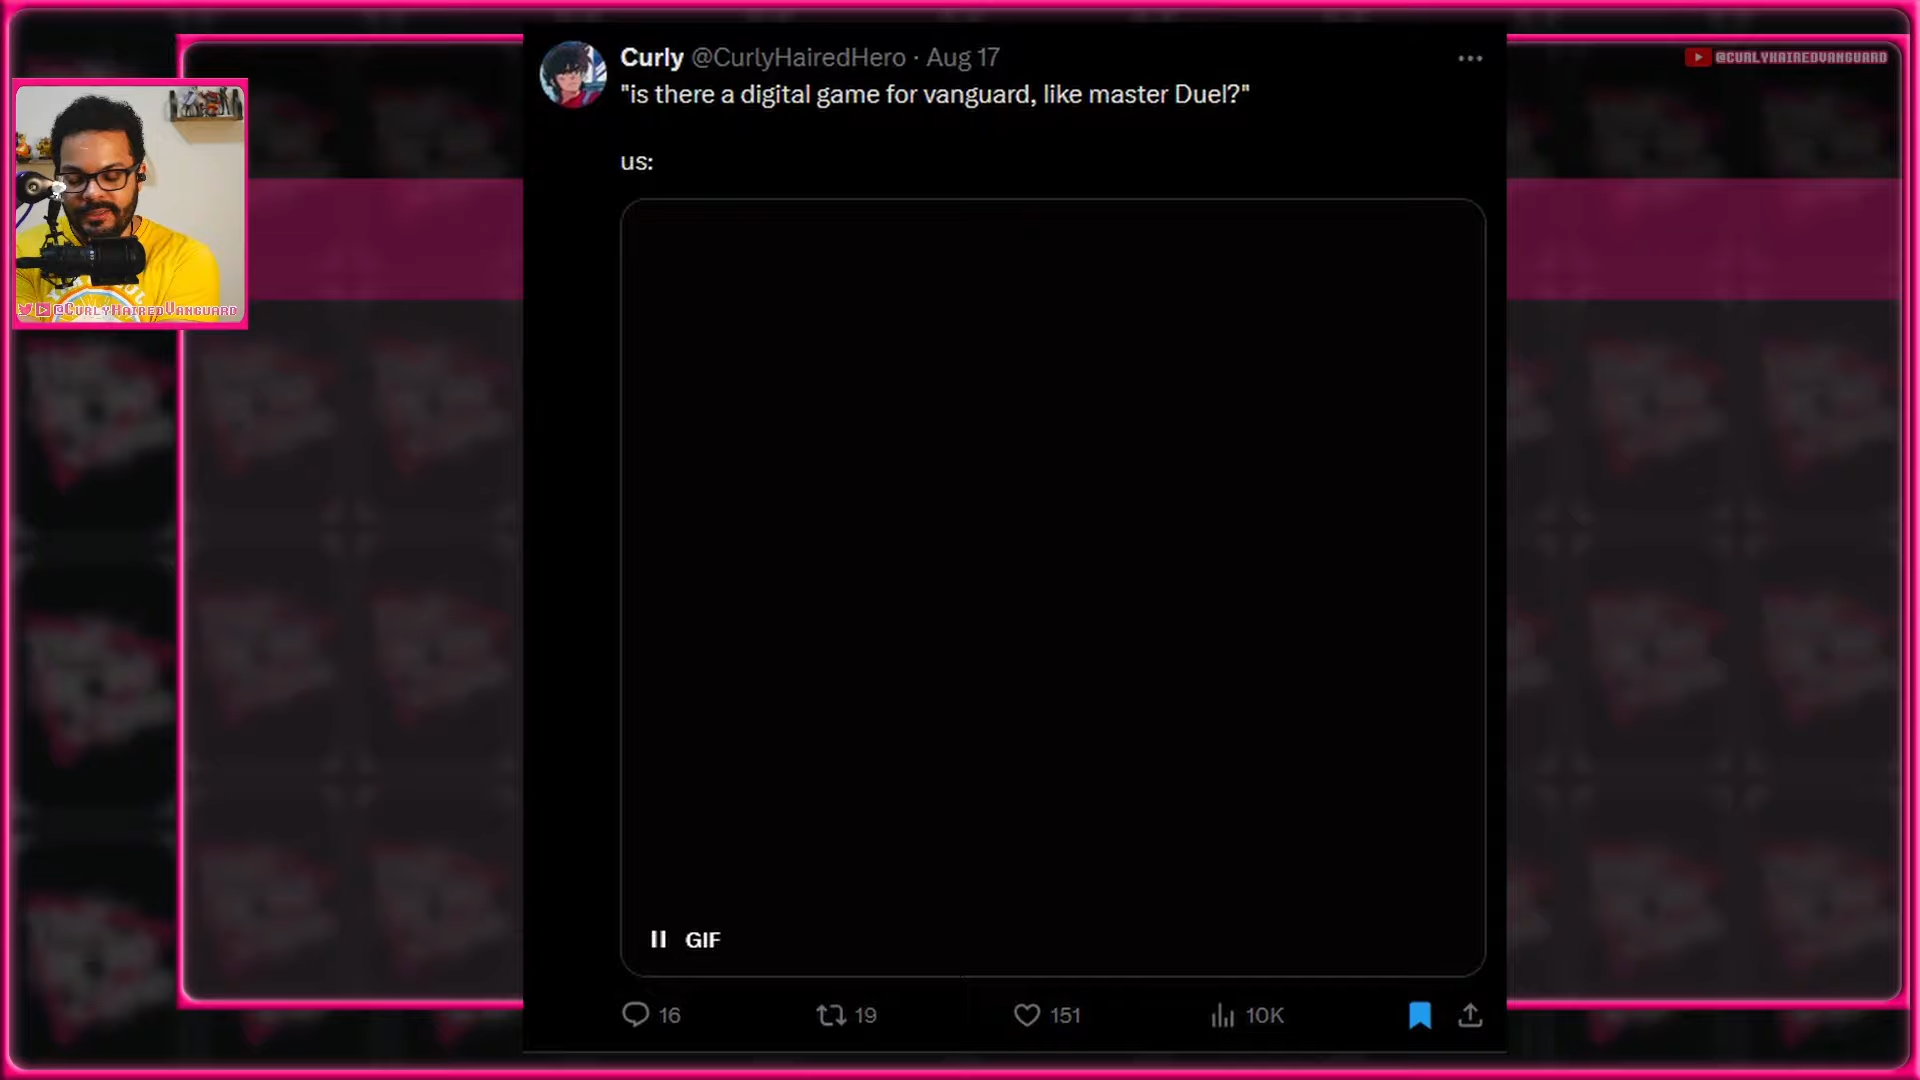 Curly @CurlyHairedHero · Aug 17
"is there a digital game for vanguard, like master Duel?"
us:
GIF
16 19 151 10K
@CurlyHairedVanguard
@CURLYHAIREDVANGUARD